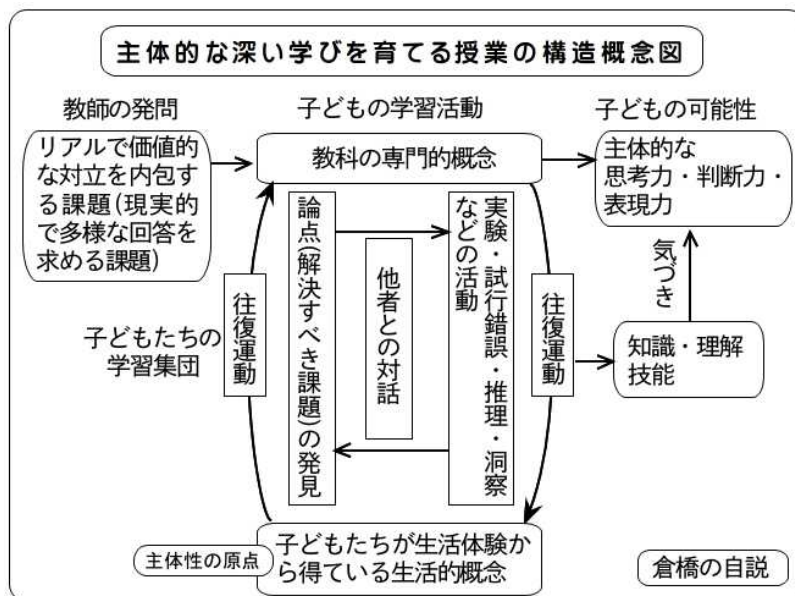 主体的な深い学びを育てる授業の構造概念図
教師の発問
子どもの学習活動
子どもの可能性
リアルで価値的
な対立を内包す
る課題(現実的
で多様な回答を
求める課題)
教科の専門的概念
主体的な
思考力・判断力・
表現力
論点(解決すべき課題)の発見
他者との対話
実験・試行錯誤・推理・洞察
などの活動
往復運動
往復運動
気づき
子どもたちの
学習集団
知識・理解
技能
主体性の原点
子どもたちが生活体験か
ら得ている生活的概念
倉橋の自説